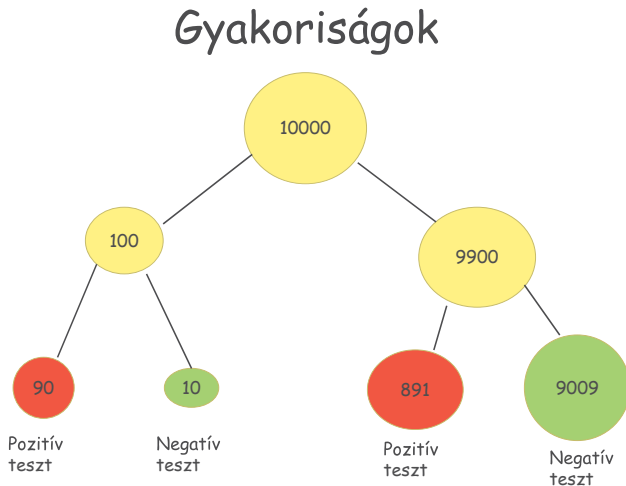 Gyakoriságok
10000
100
9900
90
10
891
9009
Pozitív
teszt
Negatív
teszt
Pozitív
teszt
Negatív
teszt